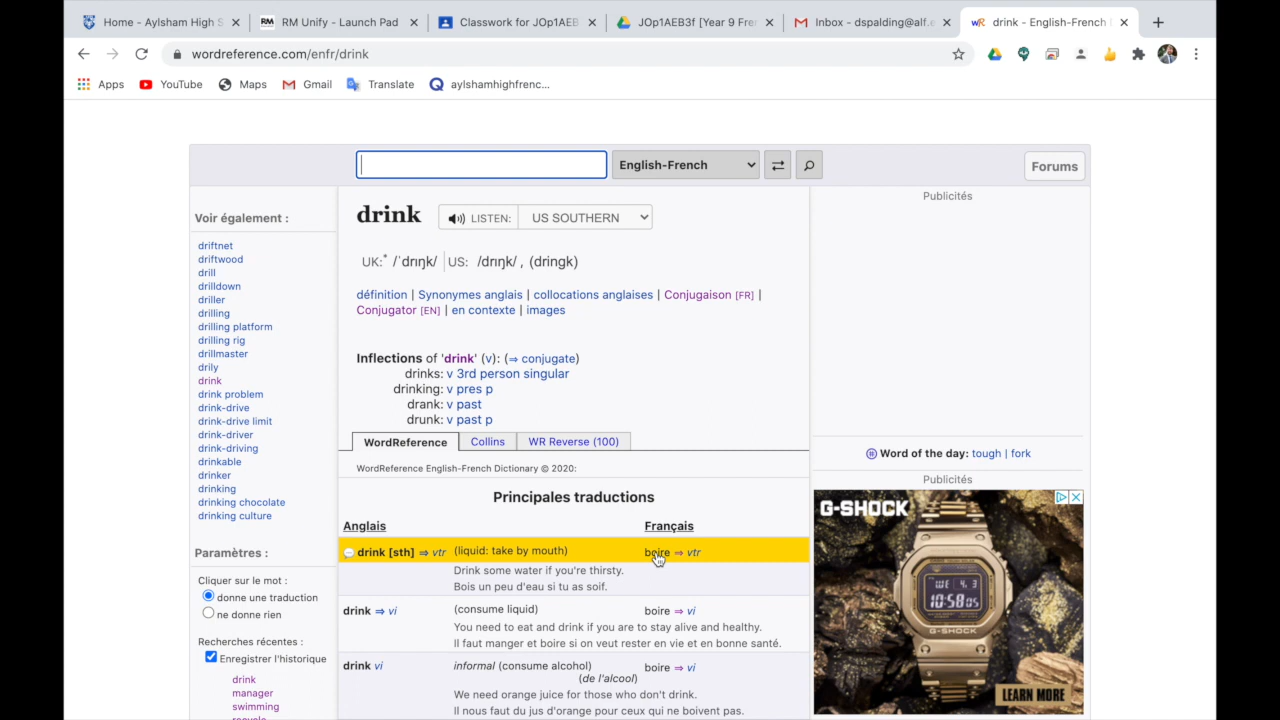 Home - Aylsham High S
RM Unify - Launch Pad
Classwork for JOp1AEB
JOp1AEB3f [Year 9 Fre
Inbox - dspalding@alf.e
drink - English-French
wordreference.com/enfr/drink
Apps YouTube Maps Gmail Translate aylshamhighfrenc...
English-French
Forums
Voir également :
driftnet
driftwood
drill
drilldown
driller
drilling
drilling platform
drilling rig
drillmaster
drily
drink
drink problem
drink-drive
drink-drive limit
drink-driver
drink-driving
drinkable
drinker
drinking
drinking chocolate
drinking culture
Paramètres :
Cliquer sur le mot :
donne une traduction
ne donne rien
Recherches récentes :
Enregistrer l'historique
drink
manager
swimming
drink LISTEN: US SOUTHERN
UK:* /ˈdrɪŋk/ US: /drɪŋk/ , (dringk)
définition | Synonymes anglais | collocations anglaises | Conjugaison [FR] |
Conjugator [EN] | en contexte | images
Inflections of 'drink' (v): (⇒ conjugate)
drinks: v 3rd person singular
drinking: v pres p
drank: v past
drunk: v past p
WordReference Collins WR Reverse (100)
WordReference English-French Dictionary © 2020:
Principales traductions
Anglais Français
drink [sth] ⇒ vtr (liquid: take by mouth) boire ⇒ vtr
Drink some water if you're thirsty.
Bois un peu d'eau si tu as soif.
drink ⇒ vi (consume liquid) boire ⇒ vi
You need to eat and drink if you are to stay alive and healthy.
Il faut manger et boire si on veut rester en vie et en bonne santé.
drink vi informal (consume alcohol) boire ⇒ vi
(de l'alcool)
We need orange juice for those who don't drink.
Il nous faut du jus d'orange pour ceux qui ne boivent pas.
Publicités
Word of the day: tough | fork
Publicités
G-SHOCK
WE 4. 3
10:58 05
G-SHOCK
LEARN MORE